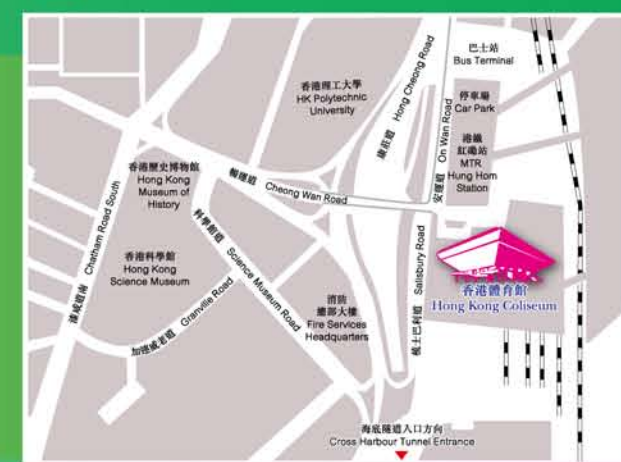 巴士站
Bus Terminal
香港理工大學
HK Polytechnic
University
康莊道 Hong Cheong Road
停車場
Car Park
安運道 On Wan Road
港鐵
紅磡站
MTR
Hung Hom
Station
香港歷史博物館
Hong Kong
Museum of
History
暢運道 Cheong Wan Road
漆咸道南 Chatham Road South
香港科學館
Hong Kong
Science Museum
科學館道 Science Museum Road
加連威老道 Granville Road
消防
總部大樓
Fire Services
Headquarters
梳士巴利道 Salisbury Road
香港體育館
Hong Kong Coliseum
海底隧道入口方向
Cross Harbour Tunnel Entrance